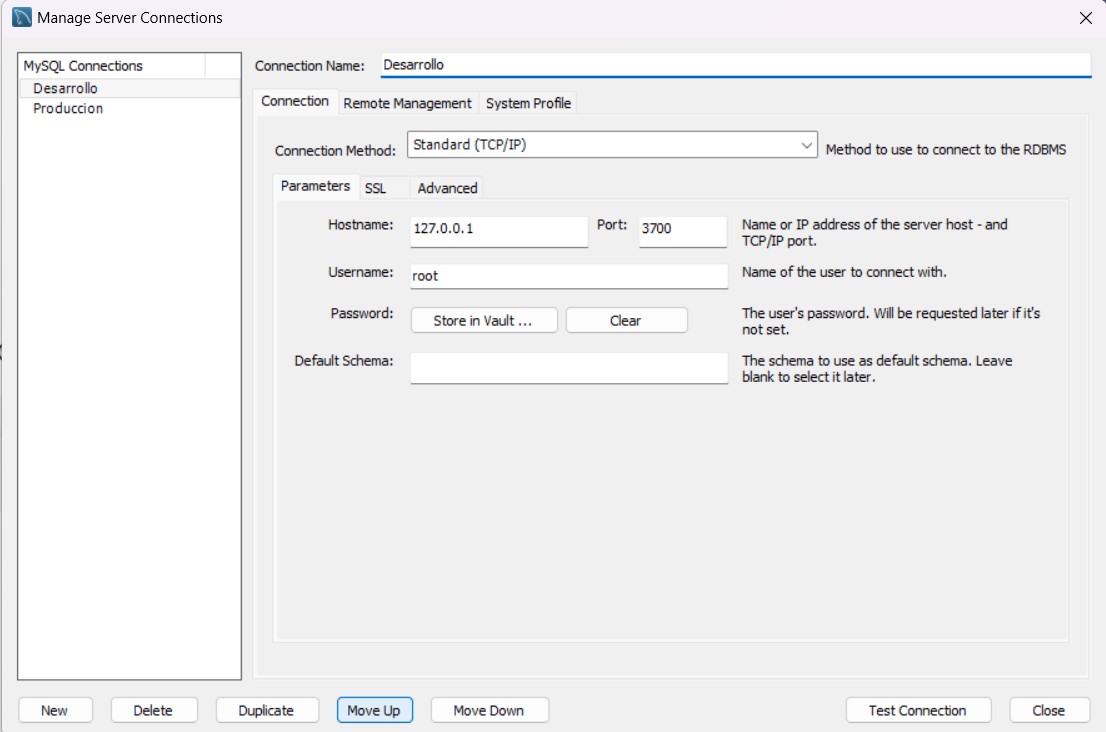 Manage Server Connections
MySQL Connections
Desarrollo
Produccion
Connection Name: Desarrollo
Connection Remote Management System Profile
Connection Method: Standard (TCP/IP) Method to use to connect to the RDBMS
Parameters SSL Advanced
Hostname: 127.0.0.1 Port: 3700 Name or IP address of the server host - and
TCP/IP port.
Username: root Name of the user to connect with.
Password: Store in Vault ... Clear The user's password. Will be requested later if it's
not set.
Default Schema: The schema to use as default schema. Leave
blank to select it later.
New Delete Duplicate Move Up Move Down Test Connection Close